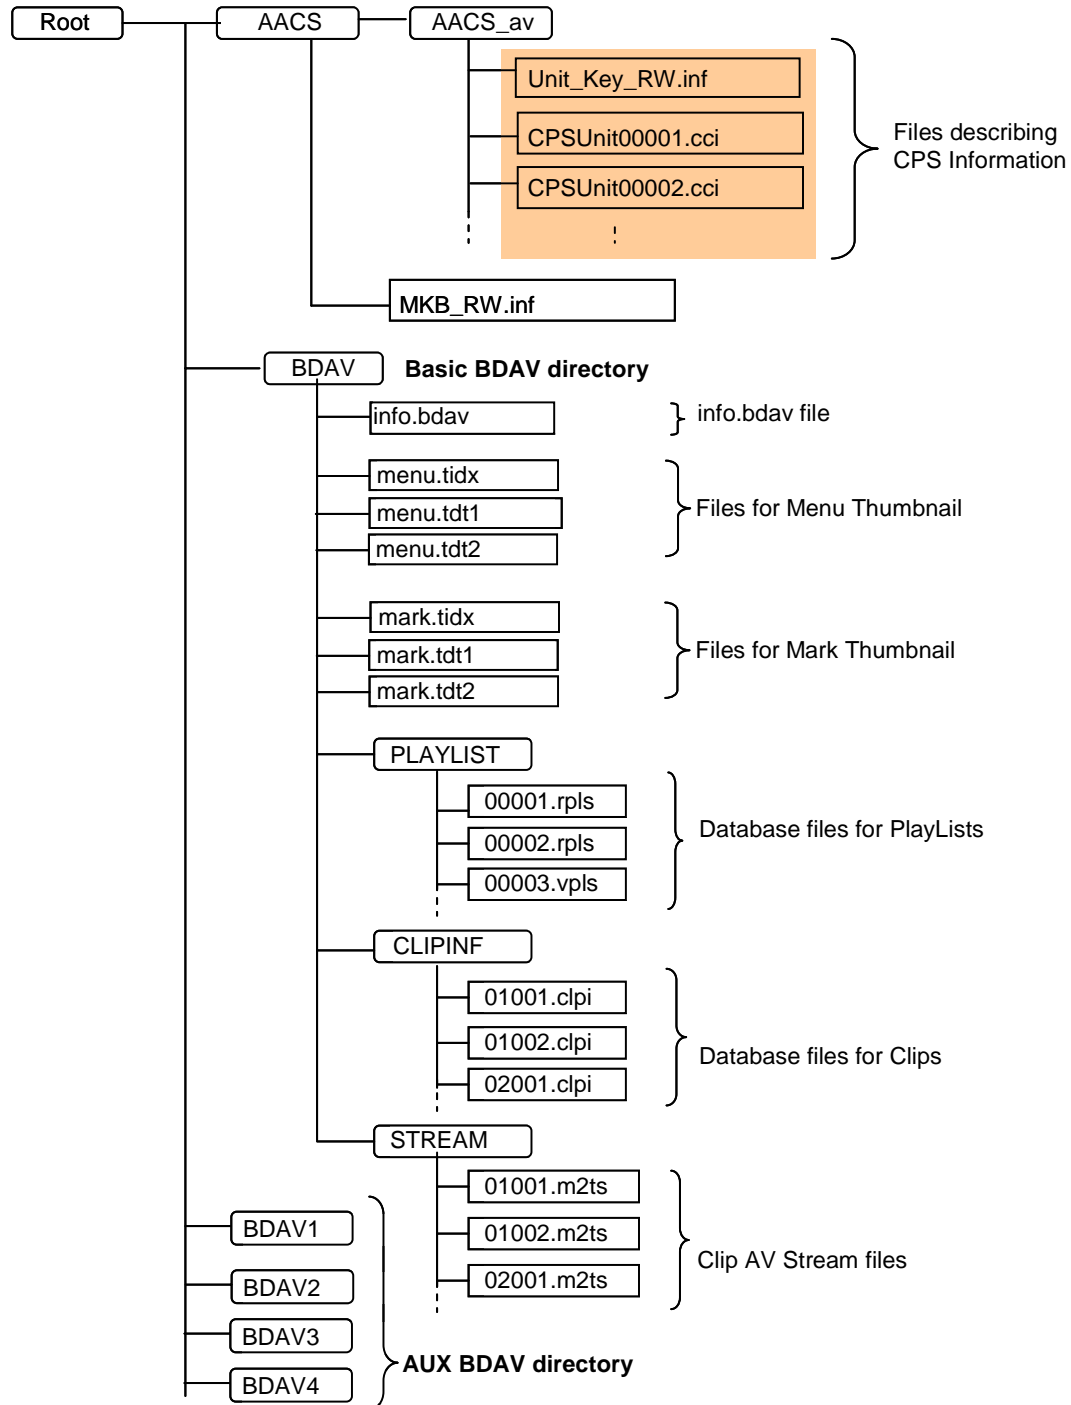 Root
AACS
AACS_av
Unit_Key_RW.inf
CPSUnit00001.cci
CPSUnit00002.cci
Files describing
CPS Information
MKB_RW.inf
BDAV
Basic BDAV directory
info.bdav
info.bdav file
menu.tidx
menu.tdt1
menu.tdt2
Files for Menu Thumbnail
mark.tidx
mark.tdt1
mark.tdt2
Files for Mark Thumbnail
PLAYLIST
00001.rpls
00002.rpls
00003.vpls
Database files for PlayLists
CLIPINF
01001.clpi
01002.clpi
02001.clpi
Database files for Clips
STREAM
01001.m2ts
01002.m2ts
02001.m2ts
Clip AV Stream files
BDAV1
BDAV2
BDAV3
BDAV4
AUX BDAV directory